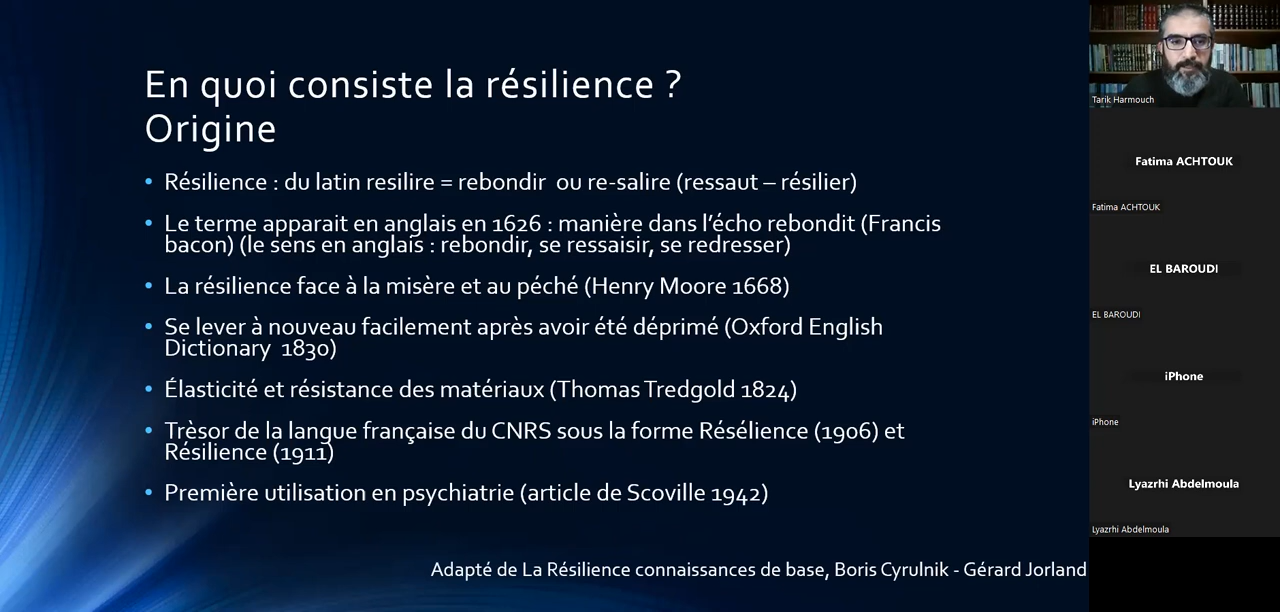 En quoi consiste la résilience ?
Origine
• Résilience : du latin resilire = rebondir ou re-salire (ressaut – résilier)
• Le terme apparait en anglais en 1626 : manière dans l'écho rebondit (Francis
bacon) (le sens en anglais : rebondir, se ressaisir, se redresser)
• La résilience face à la misère et au péché (Henry Moore 1668)
• Se lever à nouveau facilement après avoir été déprimé (Oxford English
Dictionary 1830)
• Élasticité et résistance des matériaux (Thomas Tredgold 1824)
• Trèsor de la langue française du CNRS sous la forme Résélience (1906) et
Résilience (1911)
• Première utilisation en psychiatrie (article de Scoville 1942)
Adapté de La Résilience connaissances de base, Boris Cyrulnik - Gérard Jorland
Tarik Harmouch
Fatima ACHTOUK
Fatima ACHTOUK
EL BAROUDI
EL BAROUDI
iPhone
iPhone
Lyazrhi Abdelmoula
Lyazrhi Abdelmoula